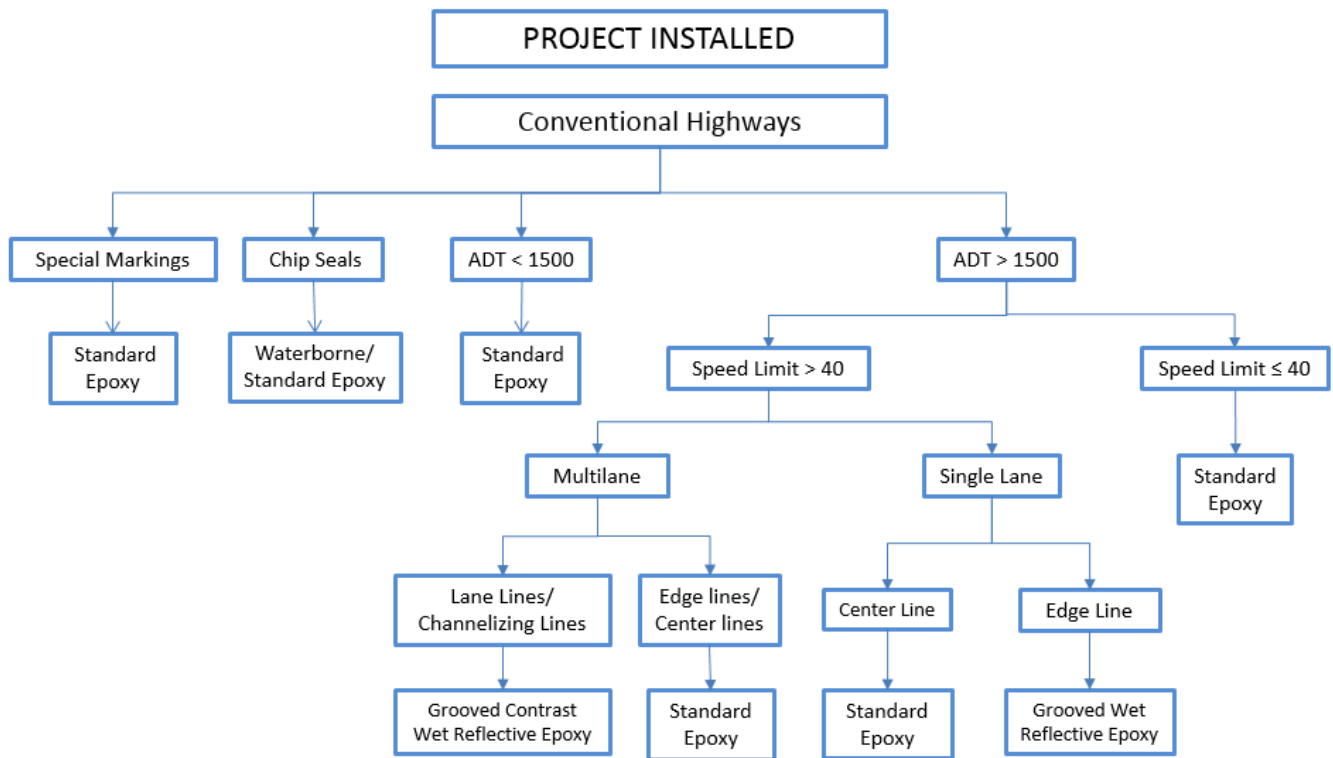 PROJECT INSTALLED
Conventional Highways
Special Markings
Chip Seals
ADT < 1500
ADT > 1500
Standard
Epoxy
Waterborne/
Standard Epoxy
Standard
Epoxy
Speed Limit > 40
Speed Limit ≤ 40
Multilane
Single Lane
Standard
Epoxy
Lane Lines/
Channelizing Lines
Edge lines/
Center lines
Center Line
Edge Line
Grooved Contrast
Wet Reflective Epoxy
Standard
Epoxy
Standard
Epoxy
Grooved Wet
Reflective Epoxy